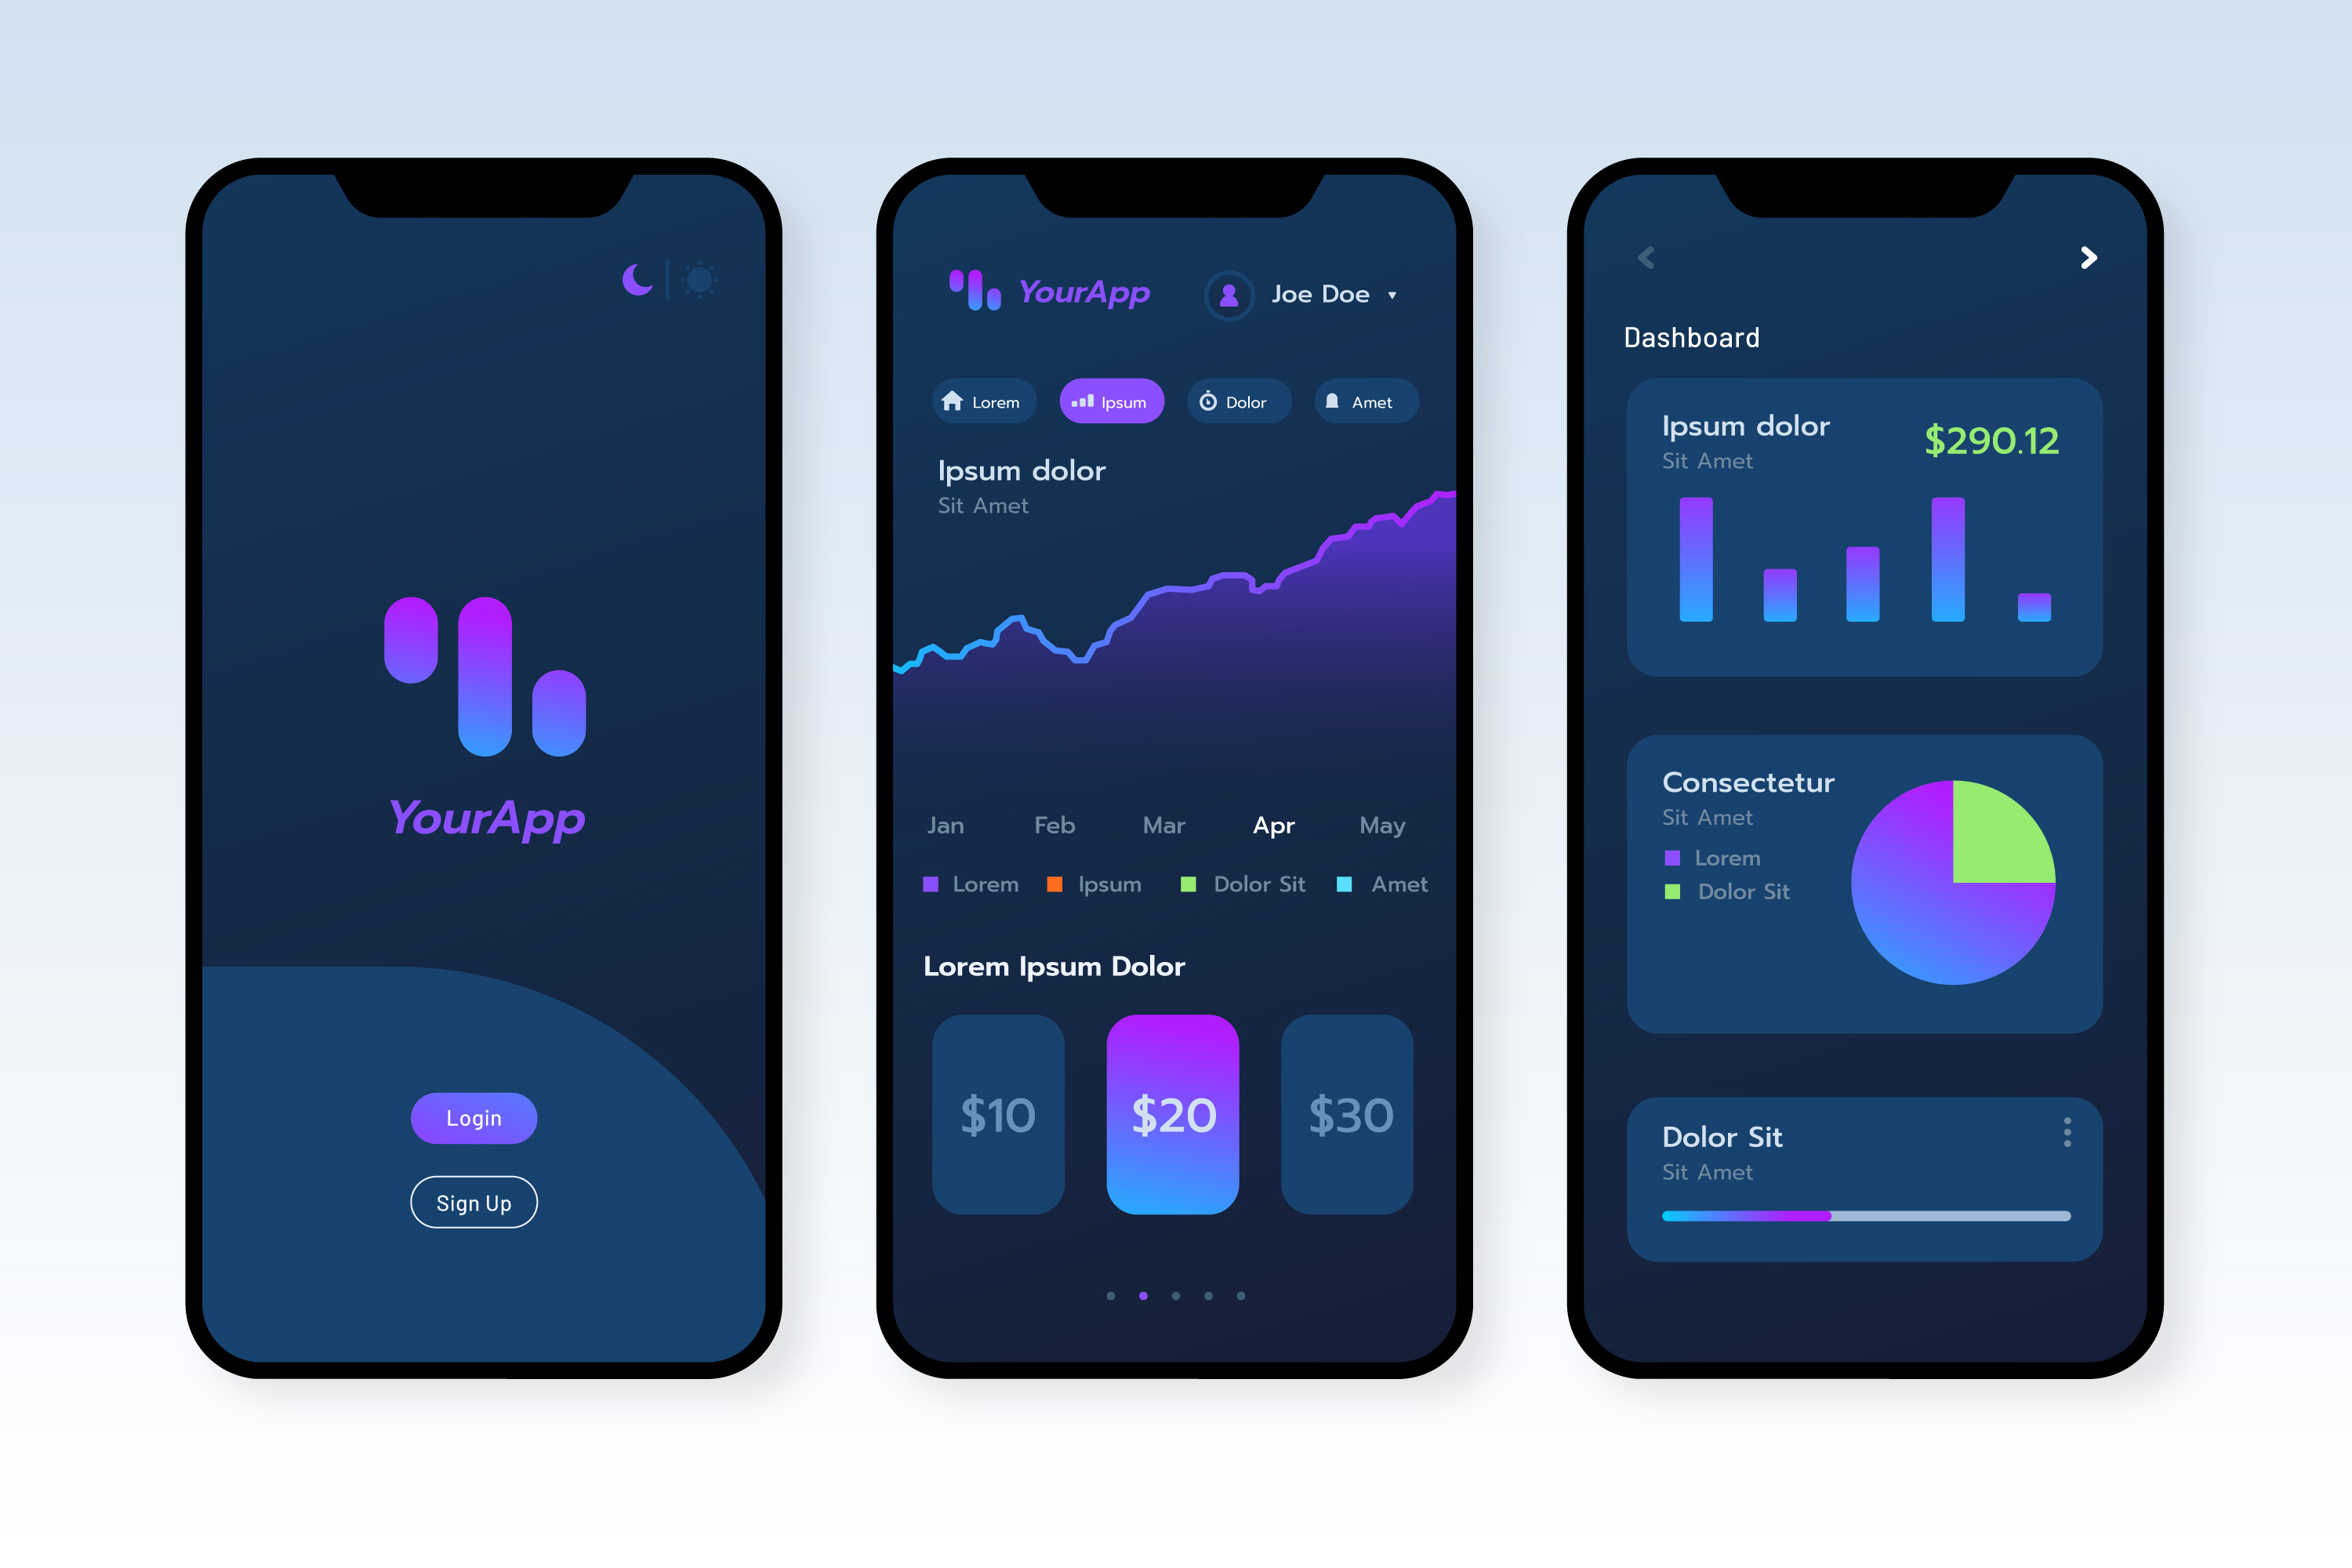 YourApp
Login
Sign Up
YourApp
Joe Doe
Lorem
Ipsum
Dolor
Amet
Ipsum dolor
Sit Amet
Jan Feb Mar Apr May
Lorem Ipsum Dolor Sit Amet
Lorem Ipsum Dolor
$10
$20
$30
Dashboard
Ipsum dolor
Sit Amet
$290.12
Consectetur
Sit Amet
Lorem
Dolor Sit
Dolor Sit
Sit Amet